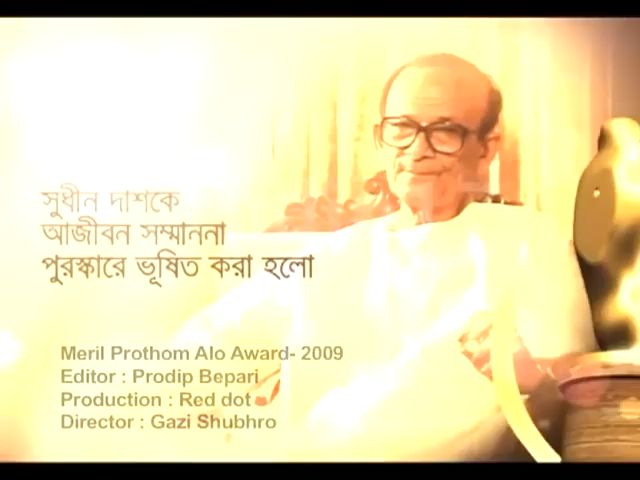 সুধীন দাশকে
আজীবন সম্মাননা
পুরস্কারে ভূষিত করা হলো
Meril Prothom Alo Award- 2009
Editor : Prodip Bepari
Production : Red dot
Director : Gazi Shubhro